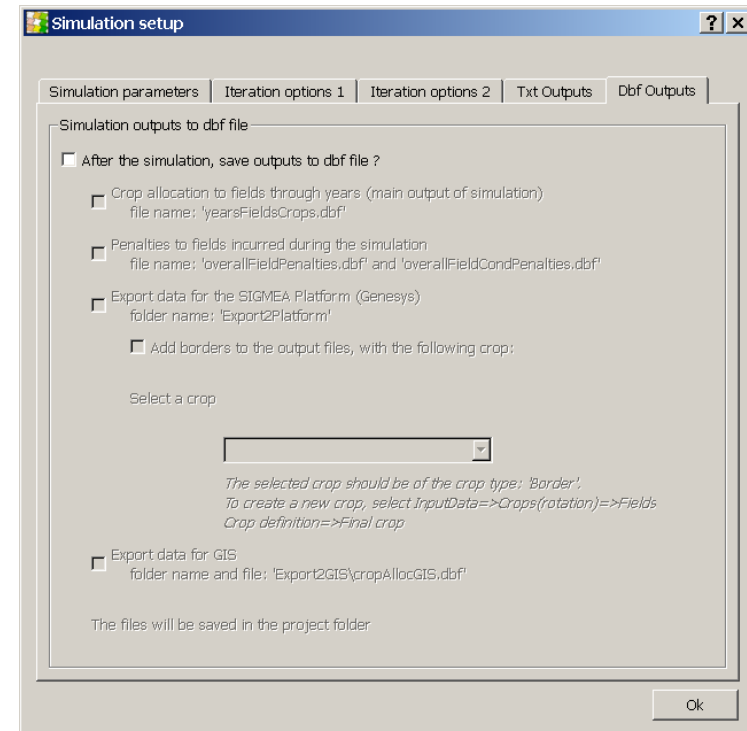 Simulation setup
Simulation parameters
Iteration options 1
Iteration options 2
Txt Outputs
Dbf Outputs
Simulation outputs to dbf file
After the simulation, save outputs to dbf file ?
Crop allocation to fields through years (main output of simulation)
file name: 'yearsFieldsCrops.dbf'
Penalties to fields incurred during the simulation
file name: 'overallFieldPenalties.dbf' and 'overallFieldCondPenalties.dbf'
Export data for the SIGMEA Platform (Genesys)
folder name: 'Export2Platform'
Add borders to the output files, with the following crop:
Select a crop
The selected crop should be of the crop type: 'Border'.
To create a new crop, select InputData=>Crops(rotation)=>Fields
Crop definition=>Final crop
Export data for GIS
folder name and file: 'Export2GIS\cropAllocGIS.dbf'
The files will be saved in the project folder
Ok